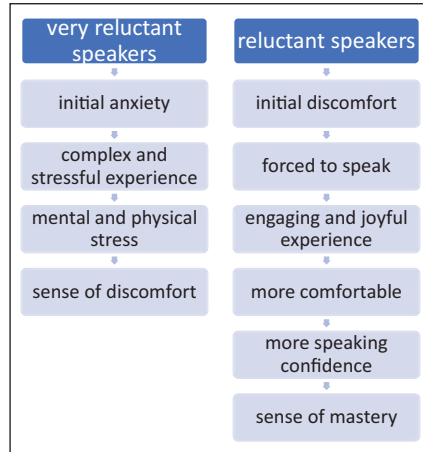 very reluctant
speakers
initial anxiety
complex and
stressful experience
mental and physical
stress
sense of discomfort
reluctant speakers
initial discomfort
forced to speak
engaging and joyful
experience
more comfortable
more speaking
confidence
sense of mastery